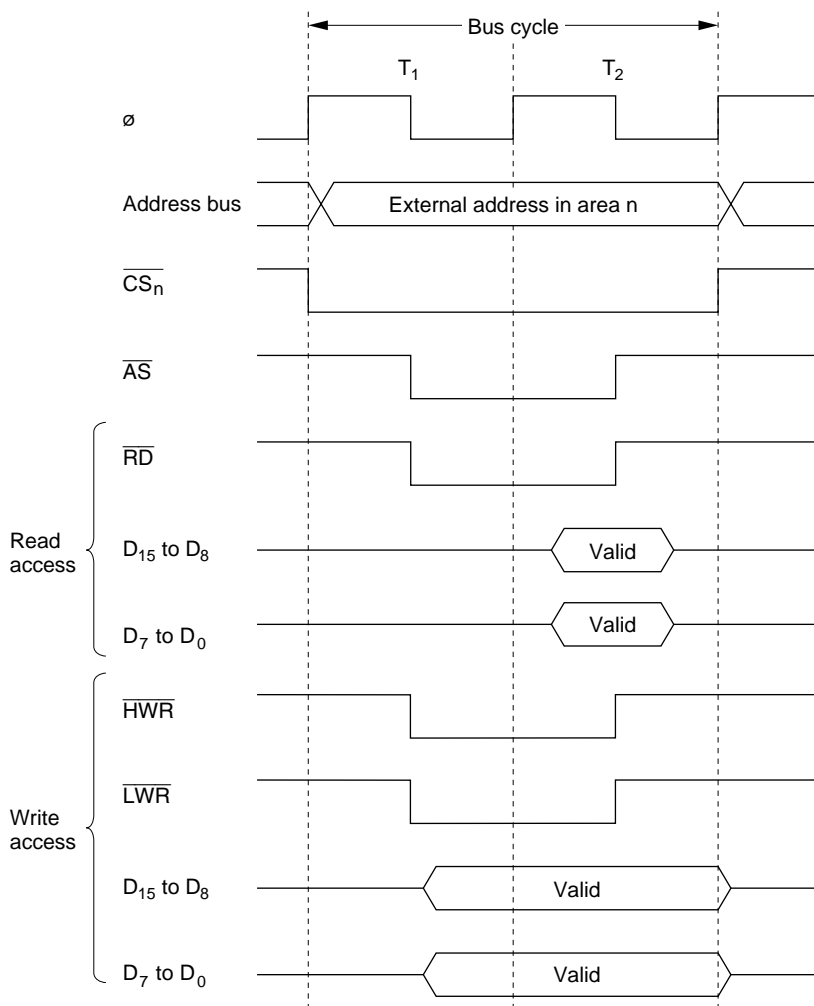 Bus cycle
T1 T2
ø
Address bus External address in area n
CSn
AS
RD
Read access
D15 to D8 Valid
D7 to D0 Valid
HWR
LWR
Write access
D15 to D8 Valid
D7 to D0 Valid